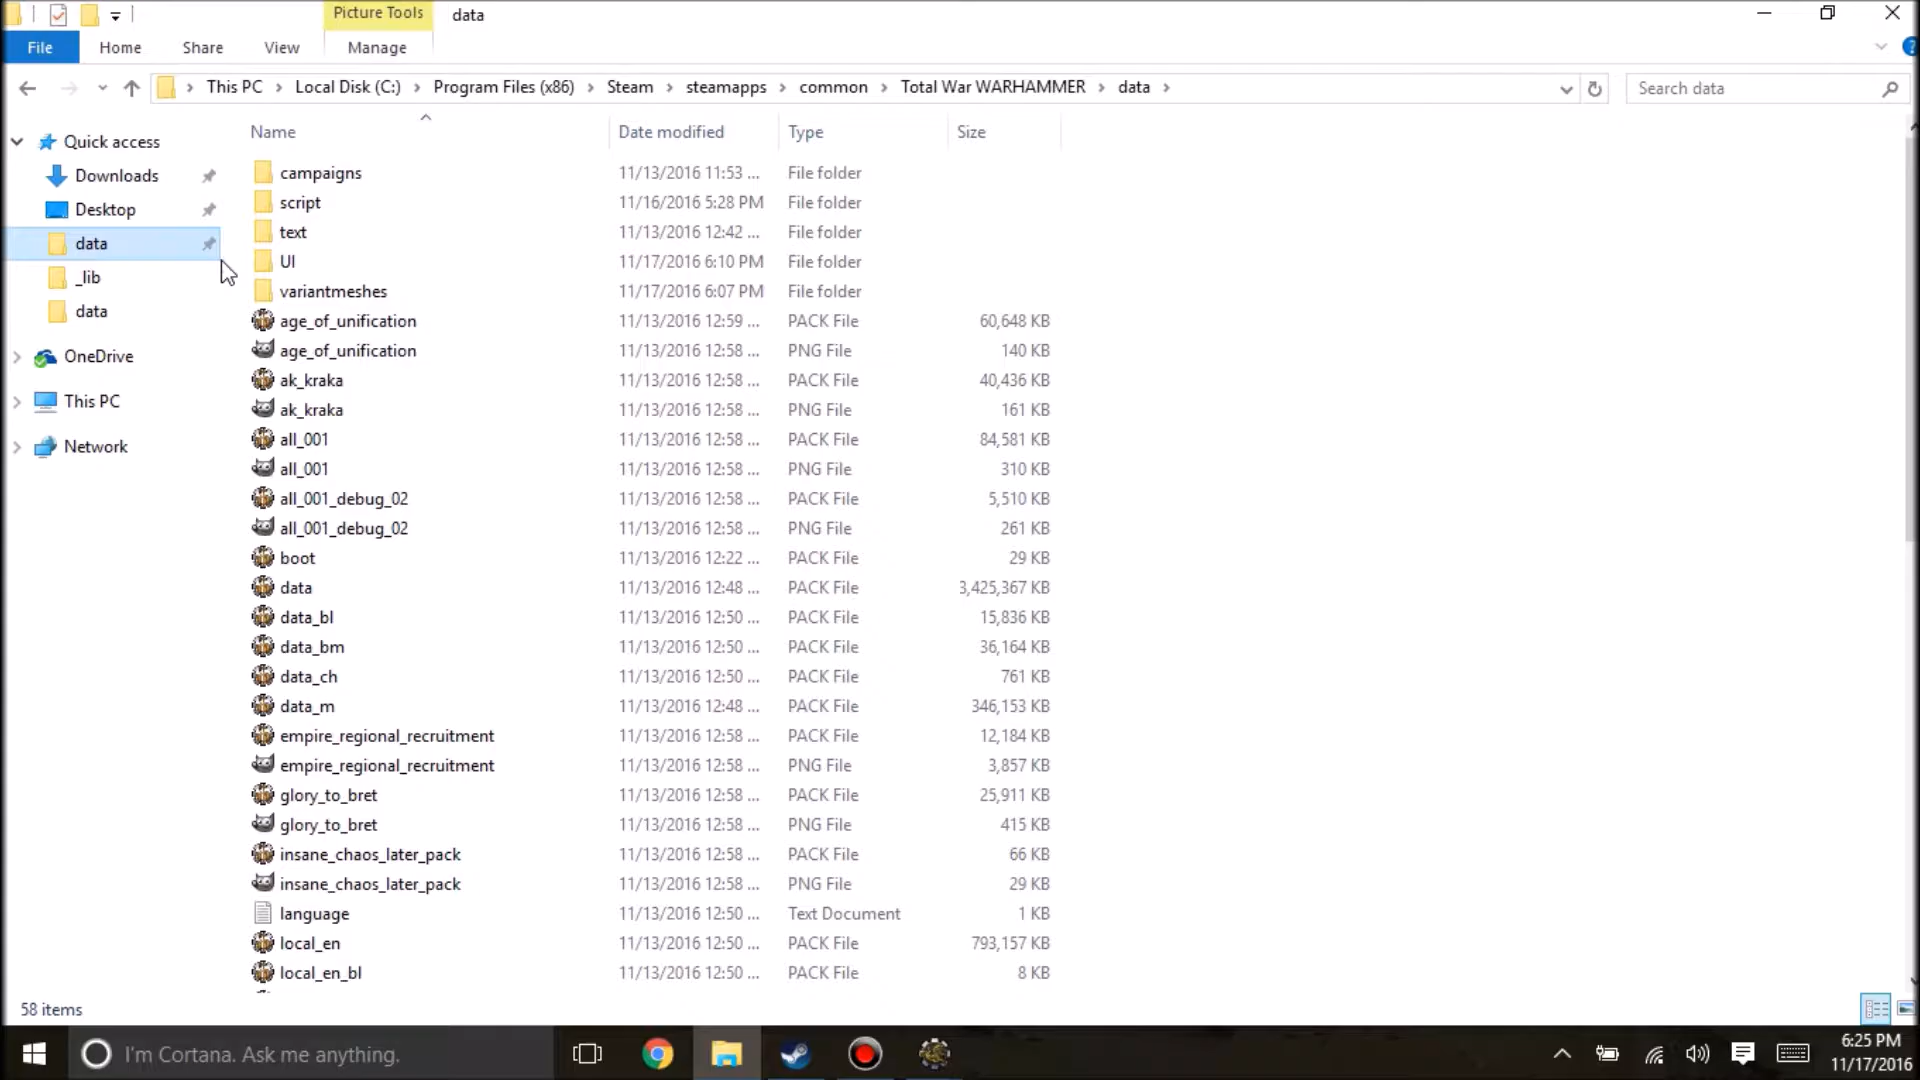 Picture Tools data
File Home Share View Manage
This PC Local Disk (C:) Program Files (x86) Steam steamapps common Total War WARHAMMER data Search data
Name Date modified Type Size
Quick access
Downloads
Desktop
data
_lib
data
OneDrive
This PC
Network
campaigns 11/13/2016 11:53 ... File folder
script 11/16/2016 5:28 PM File folder
text 11/13/2016 12:42 ... File folder
UI 11/17/2016 6:10 PM File folder
variantmeshes 11/17/2016 6:07 PM File folder
age_of_unification 11/13/2016 12:59 ... PACK File 60,648 KB
age_of_unification 11/13/2016 12:58 ... PNG File 140 KB
ak_kraka 11/13/2016 12:58 ... PACK File 40,436 KB
ak_kraka 11/13/2016 12:58 ... PNG File 161 KB
all_001 11/13/2016 12:58 ... PACK File 84,581 KB
all_001 11/13/2016 12:58 ... PNG File 310 KB
all_001_debug_02 11/13/2016 12:58 ... PACK File 5,510 KB
all_001_debug_02 11/13/2016 12:58 ... PNG File 261 KB
boot 11/13/2016 12:22 ... PACK File 29 KB
data 11/13/2016 12:48 ... PACK File 3,425,367 KB
data_bl 11/13/2016 12:50 ... PACK File 15,836 KB
data_bm 11/13/2016 12:50 ... PACK File 36,164 KB
data_ch 11/13/2016 12:50 ... PACK File 761 KB
data_m 11/13/2016 12:48 ... PACK File 346,153 KB
empire_regional_recruitment 11/13/2016 12:58 ... PACK File 12,184 KB
empire_regional_recruitment 11/13/2016 12:58 ... PNG File 3,857 KB
glory_to_bret 11/13/2016 12:58 ... PACK File 25,911 KB
glory_to_bret 11/13/2016 12:58 ... PNG File 415 KB
insane_chaos_later_pack 11/13/2016 12:58 ... PACK File 66 KB
insane_chaos_later_pack 11/13/2016 12:58 ... PNG File 29 KB
language 11/13/2016 12:50 ... Text Document 1 KB
local_en 11/13/2016 12:50 ... PACK File 793,157 KB
local_en_bl 11/13/2016 12:50 ... PACK File 8 KB
58 items
I'm Cortana. Ask me anything.
6:25 PM
11/17/2016